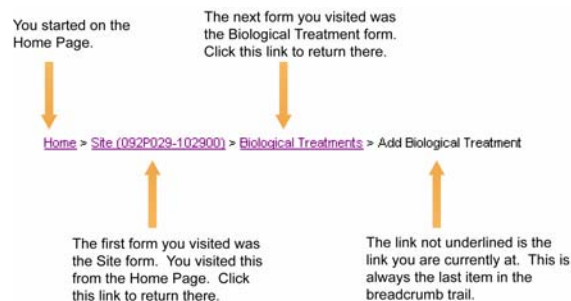 You started on the
Home Page.
The next form you visited was
the Biological Treatment form.
Click this link to return there.
Home > Site (092P029-102900) > Biological Treatments > Add Biological Treatment
The first form you visited was
the Site form.  You visited this
from the Home Page.  Click
this link to return there.
The link not underlined is the
link you are currently at.  This is
always the last item in the
breadcrumb trail.